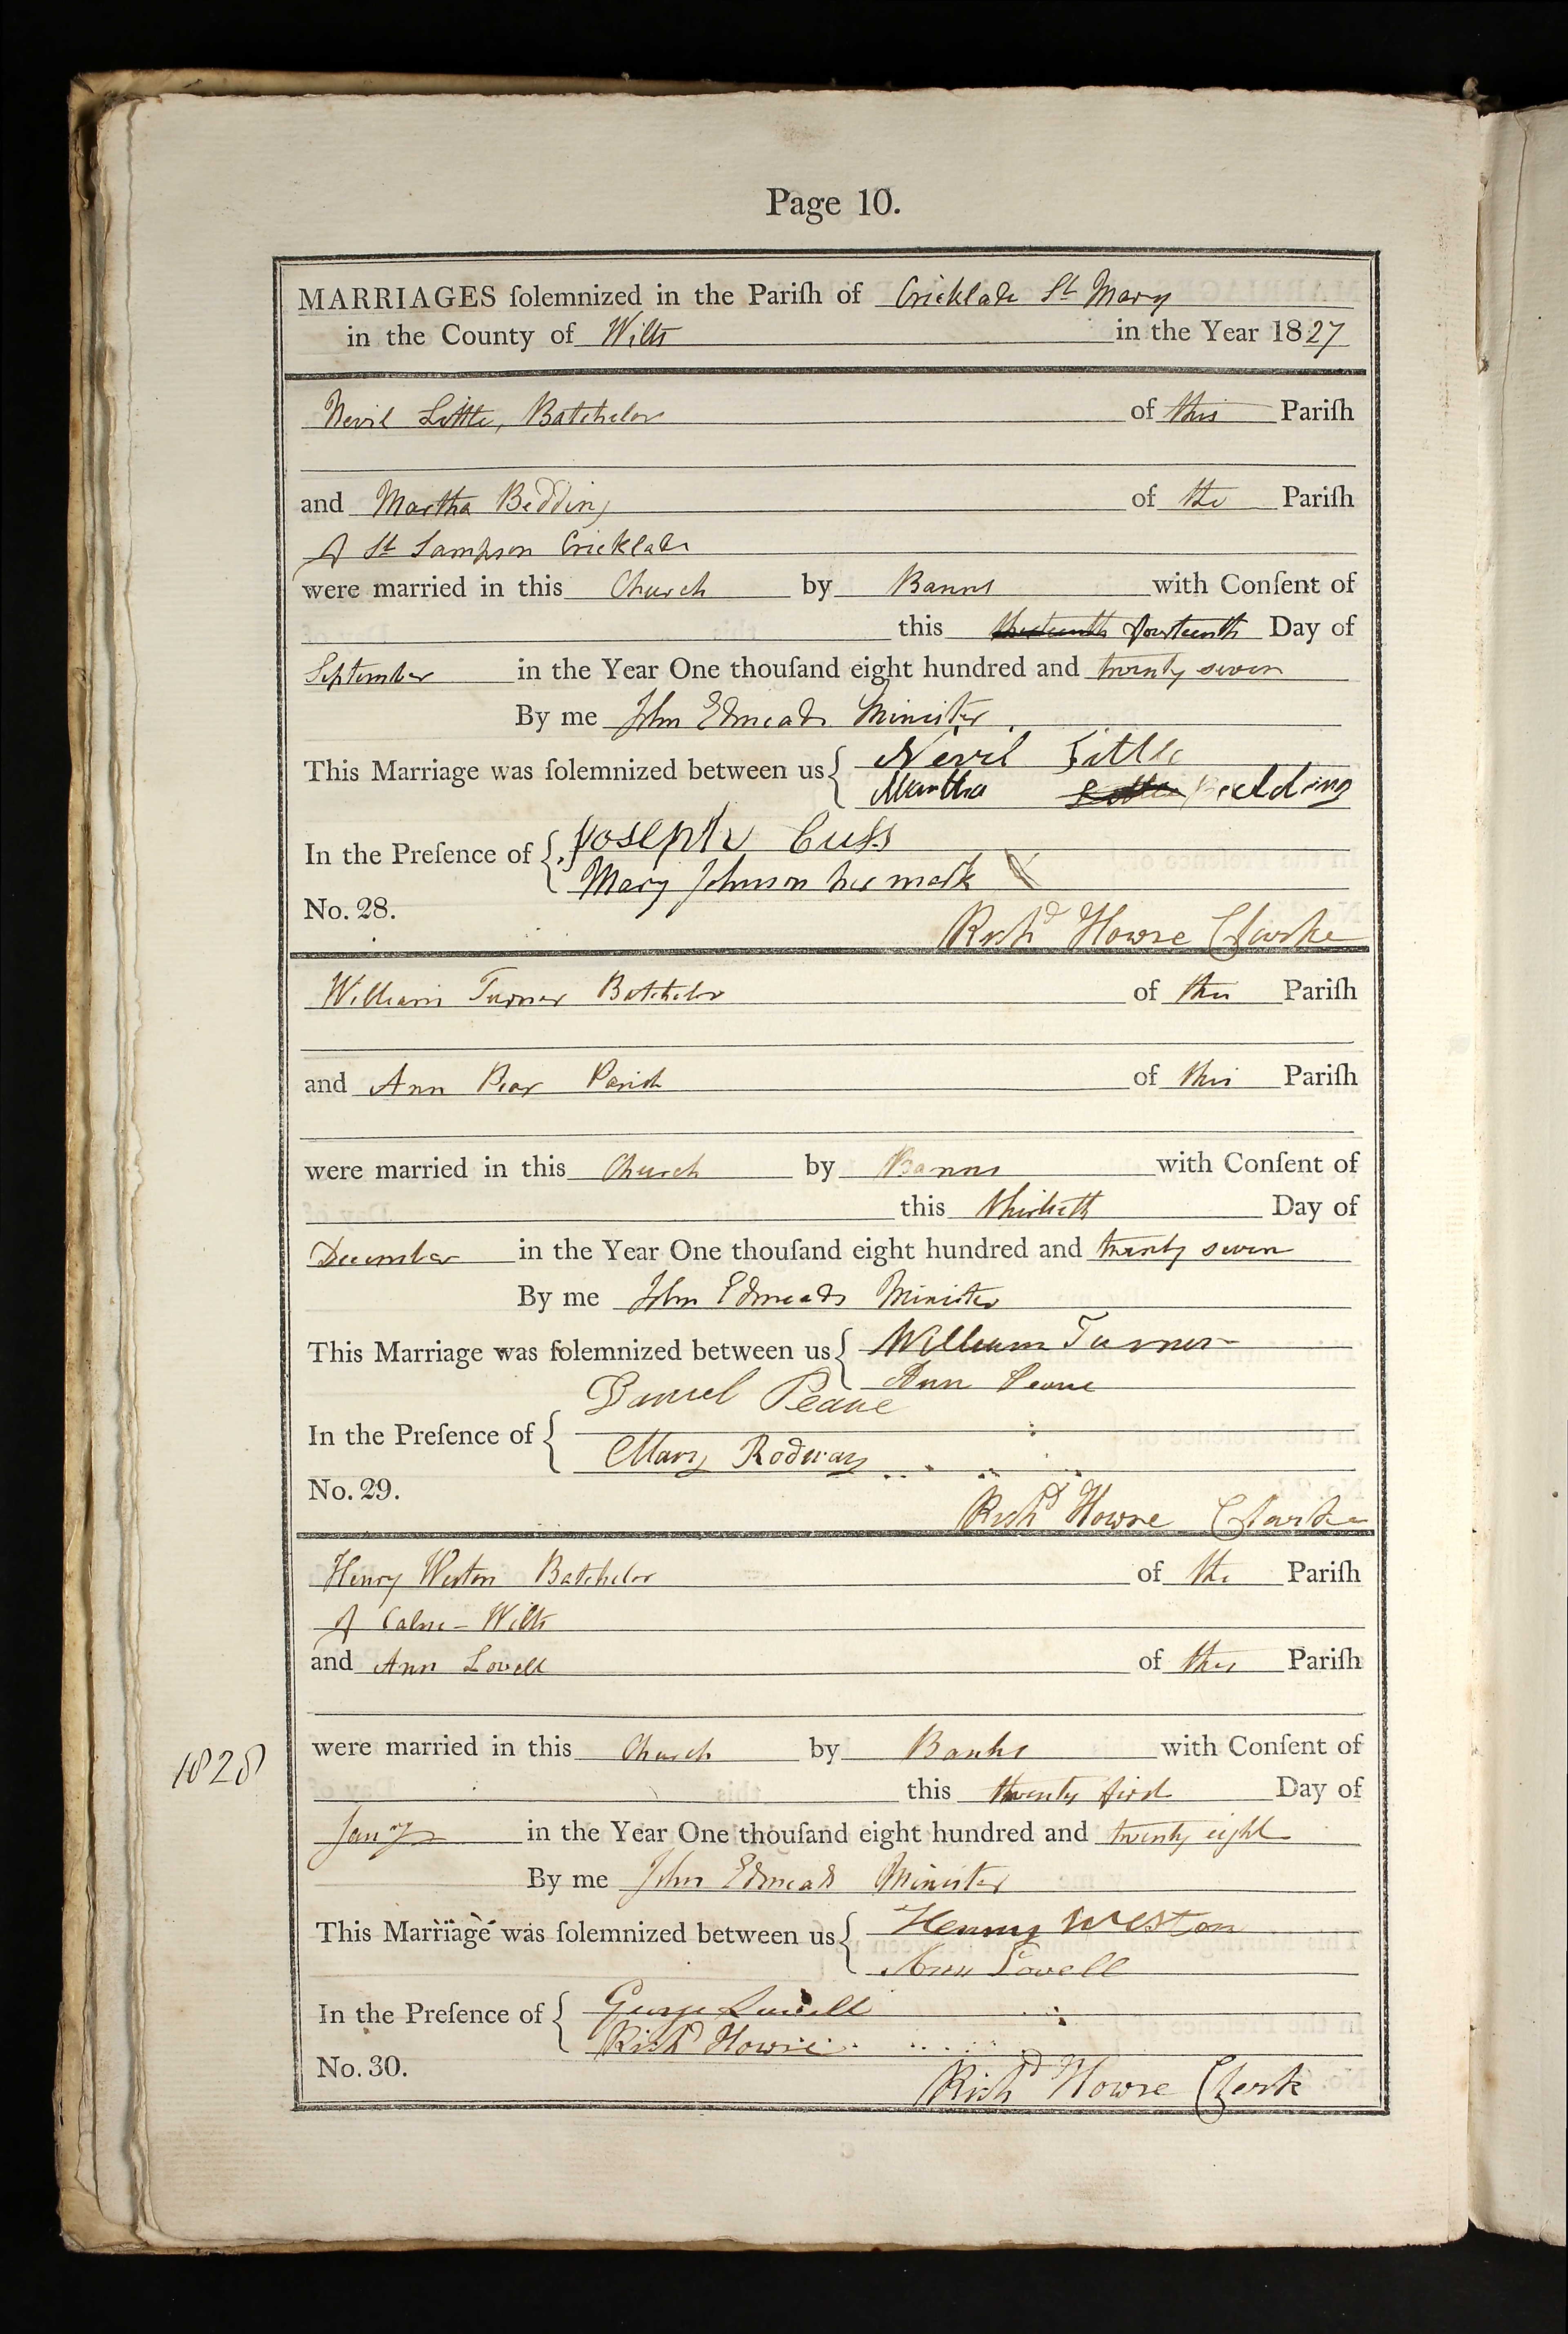 Page 10.
MARRIAGES ſolemnized in the Pariſh of Cricklade St Mary
in the County of Wilts in the Year 1827
Nevil Little, Batchelor of this Pariſh
and Martha Bedding of the Pariſh
of St Sampson Cricklade
were married in this Church by Banns with Conſent of
this thirteenth fourteenth Day of
September in the Year One thouſand eight hundred and twenty seven
By me John Edmeads Minister
This Marriage was ſolemnized between us Nevil Little
Martha Bedding
In the Preſence of Joseph Cuss
Mary Johnson her mark X
No. 28.
Richd Howse Clarke
William Turner Batchelor of this Pariſh
and Ann of this Pariſh
were married in this Church by Banns with Conſent of
this thirtieth Day of
December in the Year One thouſand eight hundred and twenty seven
By me John Edmeads Minister
This Marriage was ſolemnized between us William Turner
Ann
Daniel Peane
In the Preſence of
Mary Rodway
No. 29.
Richd Howse Clarke
Henry Weston Batchelor of the Pariſh
of Calne - Wilts
and Ann Lovell of this Pariſh
were married in this Church by Banns with Conſent of
1828
this twenty first Day of
Jany in the Year One thouſand eight hundred and twenty eight
By me John Edmeads Minister
This Marriage was ſolemnized between us Henry Weston
Ann Lovell
In the Preſence of George Lovell
Richd Howse
No. 30.
Richd Howse Clerk